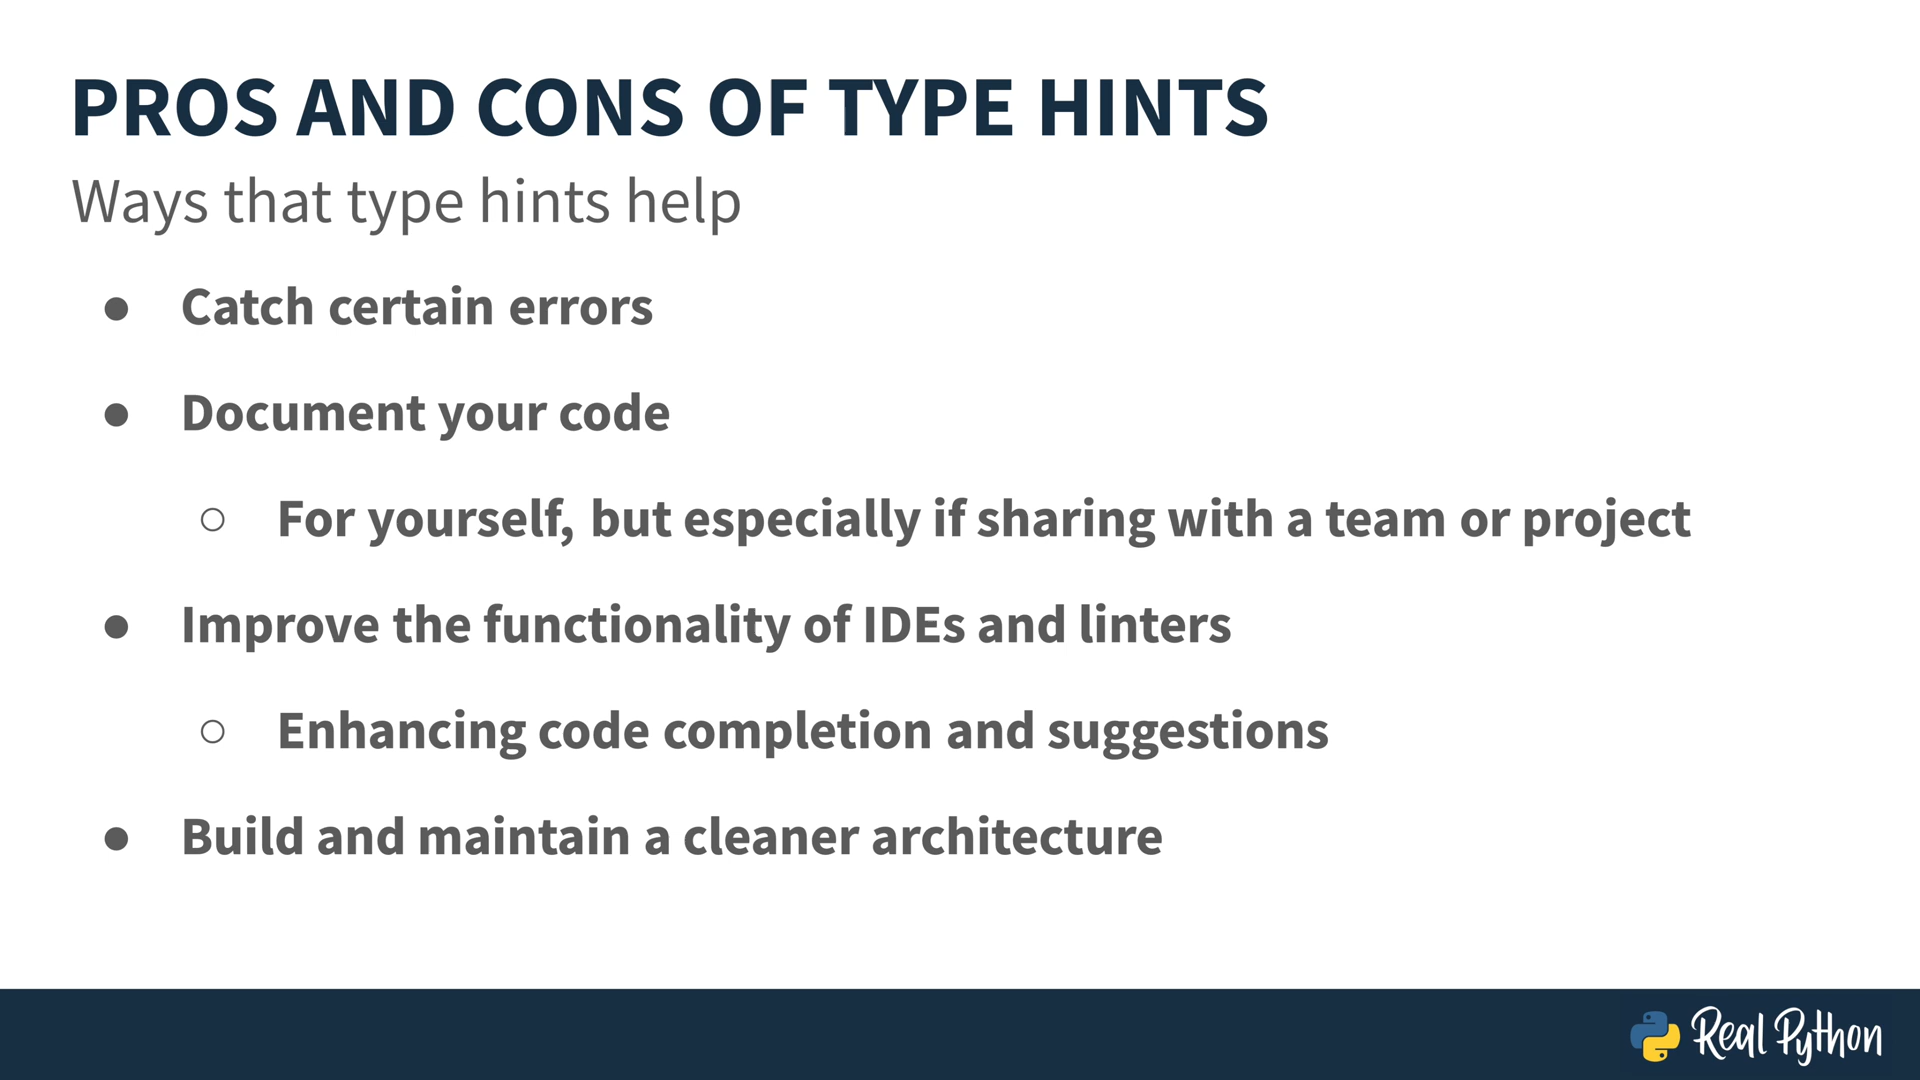 PROS AND CONS OF TYPE HINTS
Ways that type hints help
● Catch certain errors
● Document your code
○ For yourself, but especially if sharing with a team or project
● Improve the functionality of IDEs and linters
○ Enhancing code completion and suggestions
● Build and maintain a cleaner architecture
Real Python